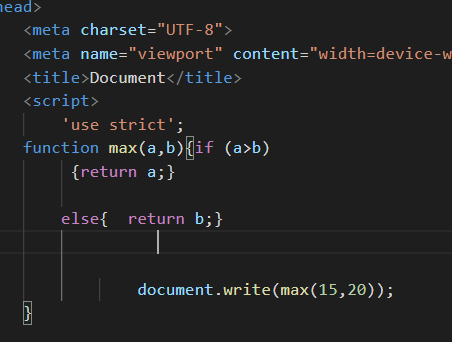 head>
<meta charset="UTF-8">
<meta name="viewport" content="width=device-w
<title>Document</title>
<script>
'use strict';
function max(a,b){if (a>b)
{return a;}
else{  return b;}
document.write(max(15,20));
}